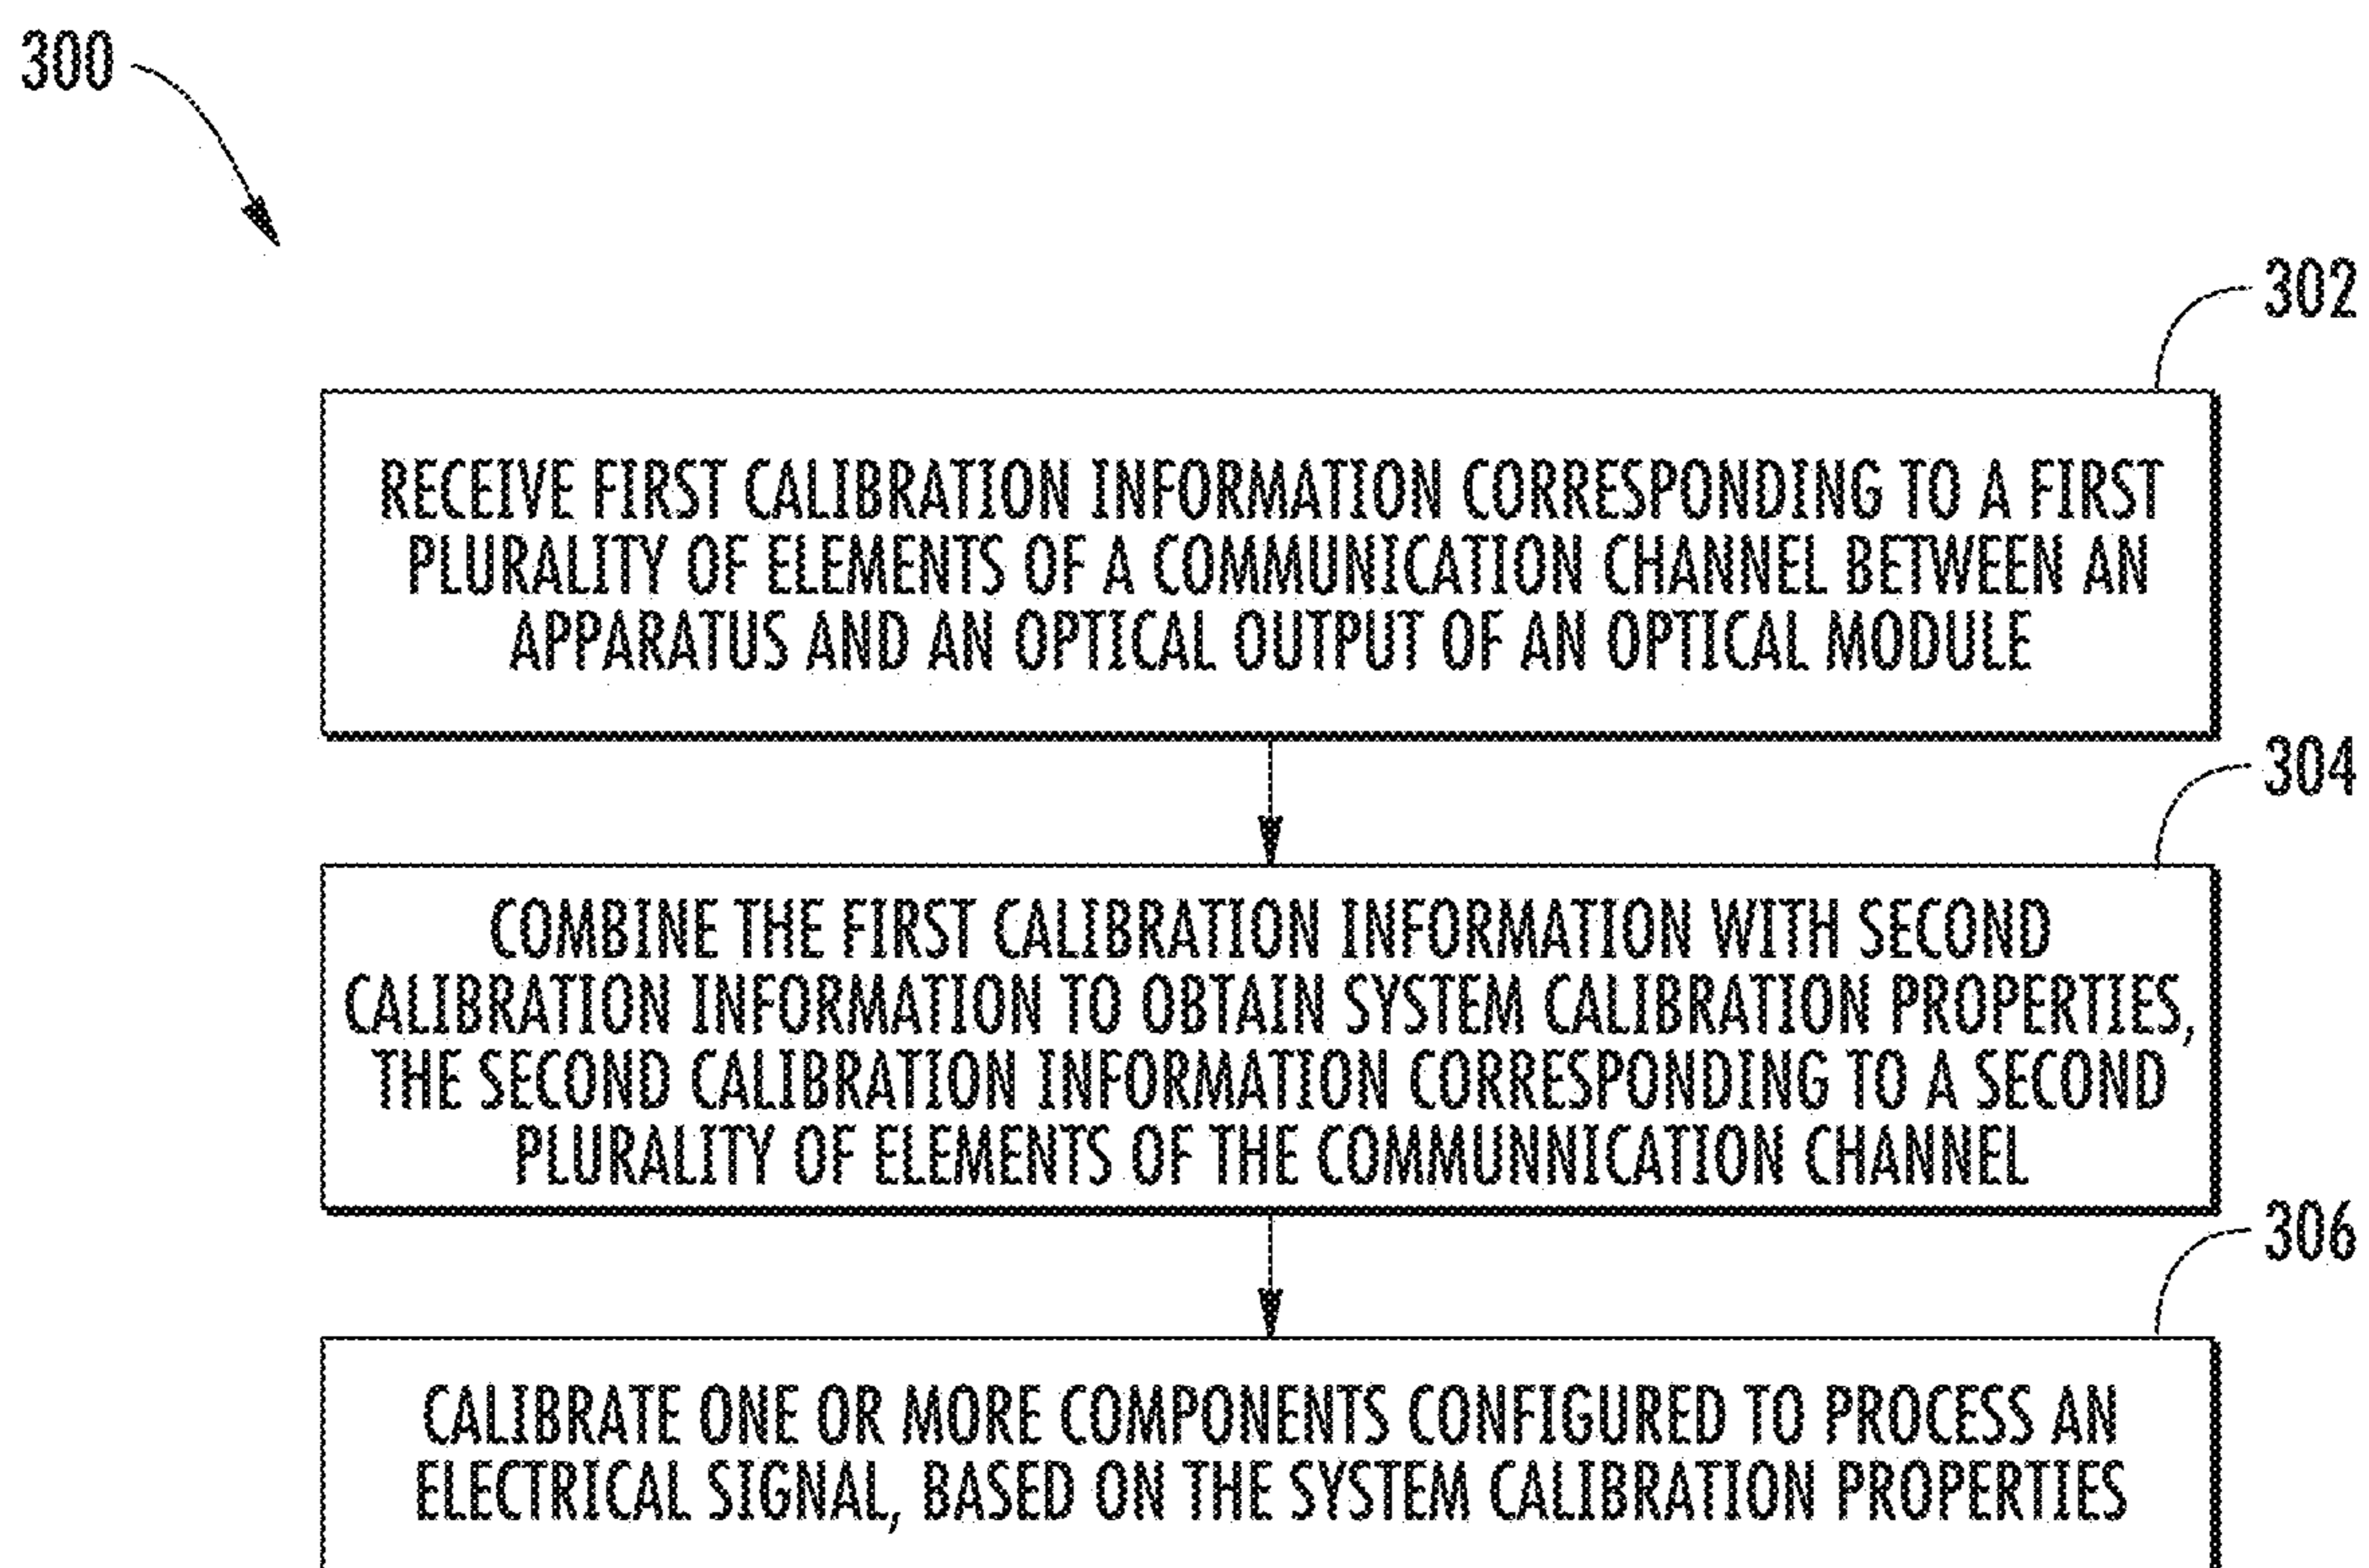 300
302
RECEIVE FIRST CALIBRATION INFORMATION CORRESPONDING TO A FIRST
PLURALITY OF ELEMENTS OF A COMMUNICATION CHANNEL BETWEEN AN
APPARATUS AND AN OPTICAL OUTPUT OF AN OPTICAL MODULE
304
COMBINE THE FIRST CALIBRATION INFORMATION WITH SECOND
CALIBRATION INFORMATION TO OBTAIN SYSTEM CALIBRATION PROPERTIES,
THE SECOND CALIBRATION INFORMATION CORRESPONDING TO A SECOND
PLURALITY OF ELEMENTS OF THE COMMUNNICATION CHANNEL
306
CALIBRATE ONE OR MORE COMPONENTS CONFIGURED TO PROCESS AN
ELECTRICAL SIGNAL, BASED ON THE SYSTEM CALIBRATION PROPERTIES